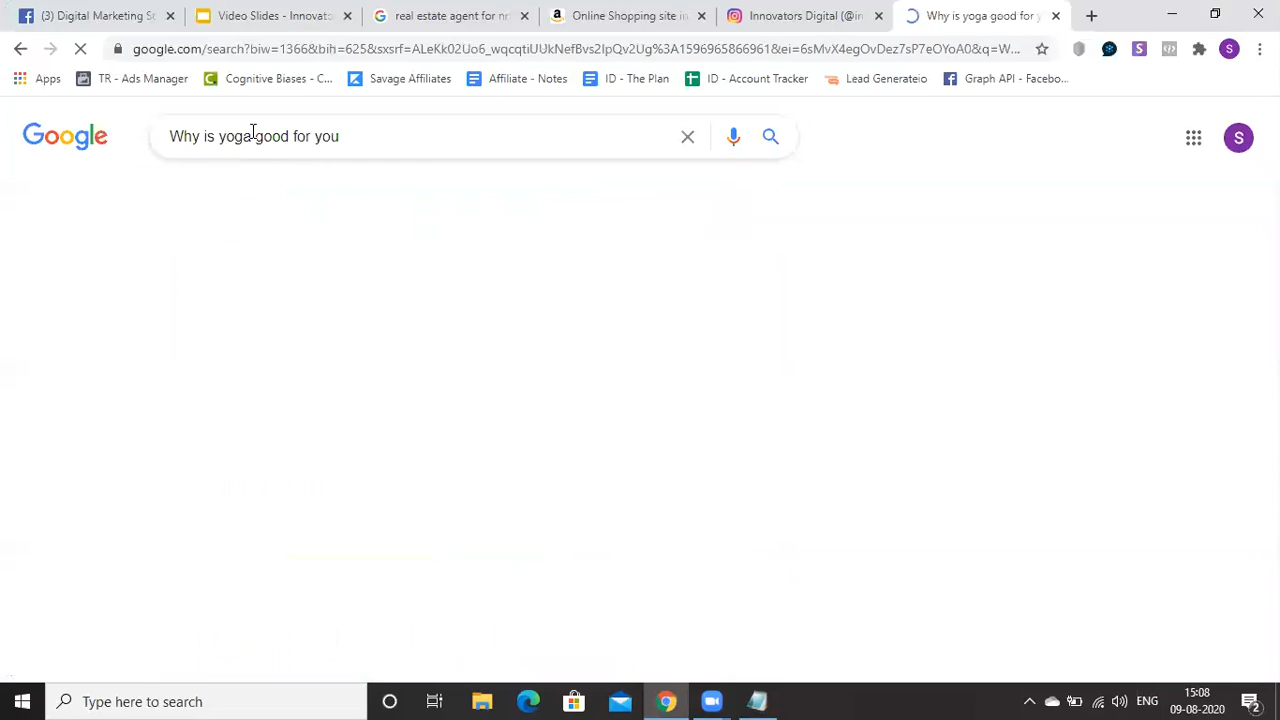 (3) Digital Marketing St
Video Slides - Innovato
real estate agent for nri
Online Shopping site in
Innovators Digital (@in
Why is yoga good for y
google.com/search?biw=1366&bih=625&sxsrf=ALeKk02Uo6_wqcqtiUUkNefBvs2IpQv2Ug%3A1596965866961&ei=6sMvX4egOvDez7sP7eOYoA0&q=W...
Apps
TR - Ads Manager
Cognitive Bieses - C...
Savage Affiliates
Affiliate - Notes
ID - The Plan
ID - Account Tracker
Lead Generateio
Graph API - Facebo...
Google
Why is yoga good for you
S
Type here to search
ENG
15:08
09-08-2020
2